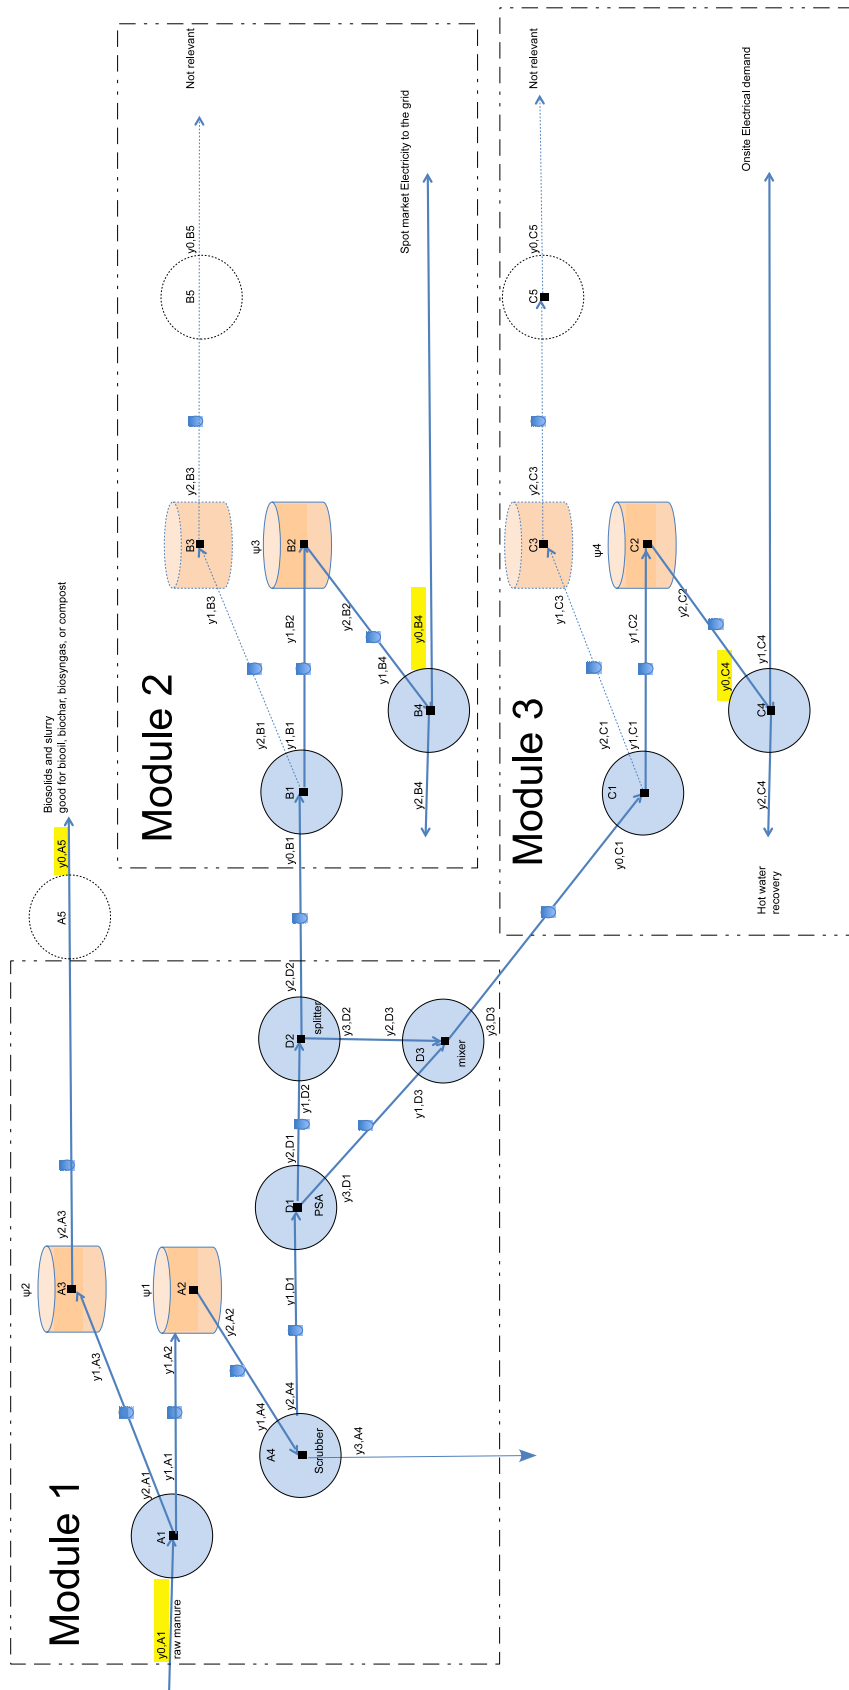 Module 1
y0,A1
raw manure
A1
y2,A1
y1,A1
y1,A3
y1,A2
ψ2
A3
ψ1
A2
y2,A3
y2,A2
y1,A4
A4
Scrubber
y2,A4
y3,A4
y1,D1
D1
PSA
y2,D1
y3,D1
y1,D2
y1,D3
D2
splitter
y2,D2
y3,D2
y2,D3
D3
mixer
y3,D3
A5
y0,A5
Biosolids and slurry
good for biooil, biochar, biosyngas, or compost
Module 2
y0,B1
B1
y2,B1
y1,B1
y1,B3
y1,B2
B3
ψ3
B2
y2,B3
y2,B2
y1,B4
B4
y0,B4
y2,B4
B5
y0,B5
Not relevant
Spot market Electricity to the grid
Module 3
y0,C1
C1
y2,C1
y1,C1
y1,C3
y1,C2
C3
ψ4
C2
y2,C3
y2,C2
y0,C4
C4
y1,C4
y2,C4
Hot water
recovery
C5
y0,C5
Not relevant
Onsite Electrical demand